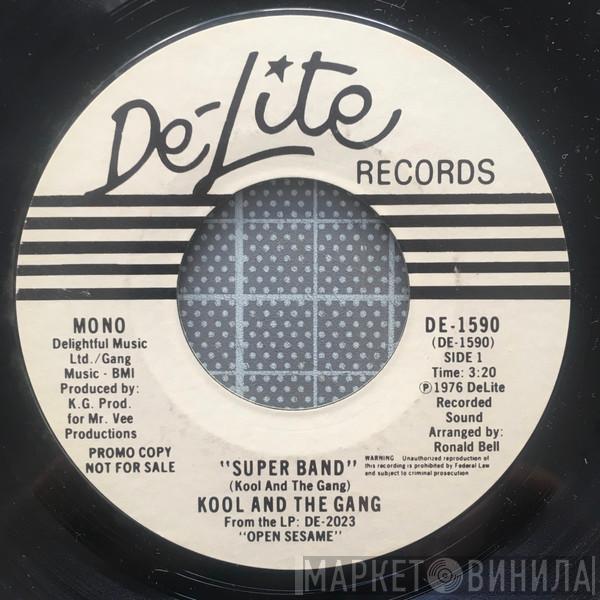 De-Lite
RECORDS
MONO
Delightful Music
Ltd./Gang
Music - BMI
Produced by:
K.G. Prod.
for Mr. Vee
Productions
PROMO COPY
NOT FOR SALE
DE-1590
(DE-1590)
SIDE 1
Time: 3:20
Ⓟ1976 DeLite
Recorded
Sound
Arranged by:
Ronald Bell
WARNING Unauthorized reproduction of
this recording is prohibited by Federal Law
and subject to criminal prosecution
"SUPER BAND"
(Kool And The Gang)
KOOL AND THE GANG
From the LP: DE-2023
"OPEN SESAME"
МАРКЕТ ВИНИЛА